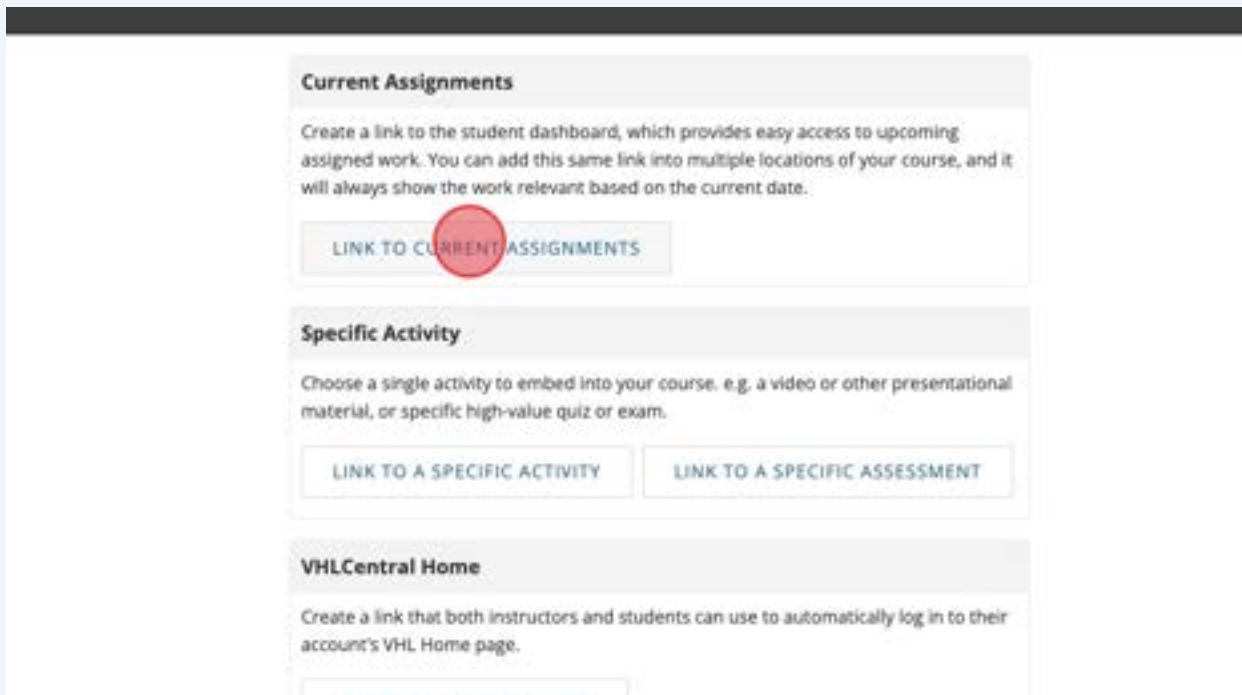 Current Assignments
Create a link to the student dashboard, which provides easy access to upcoming
assigned work. You can add this same link into multiple locations of your course, and it
will always show the work relevant based on the current date.
LINK TO CURRENT ASSIGNMENTS
Specific Activity
Choose a single activity to embed into your course. e.g. a video or other presentational
material, or specific high-value quiz or exam.
LINK TO A SPECIFIC ACTIVITY LINK TO A SPECIFIC ASSESSMENT
VHLCentral Home
Create a link that both instructors and students can use to automatically log in to their
account's VHL Home page.